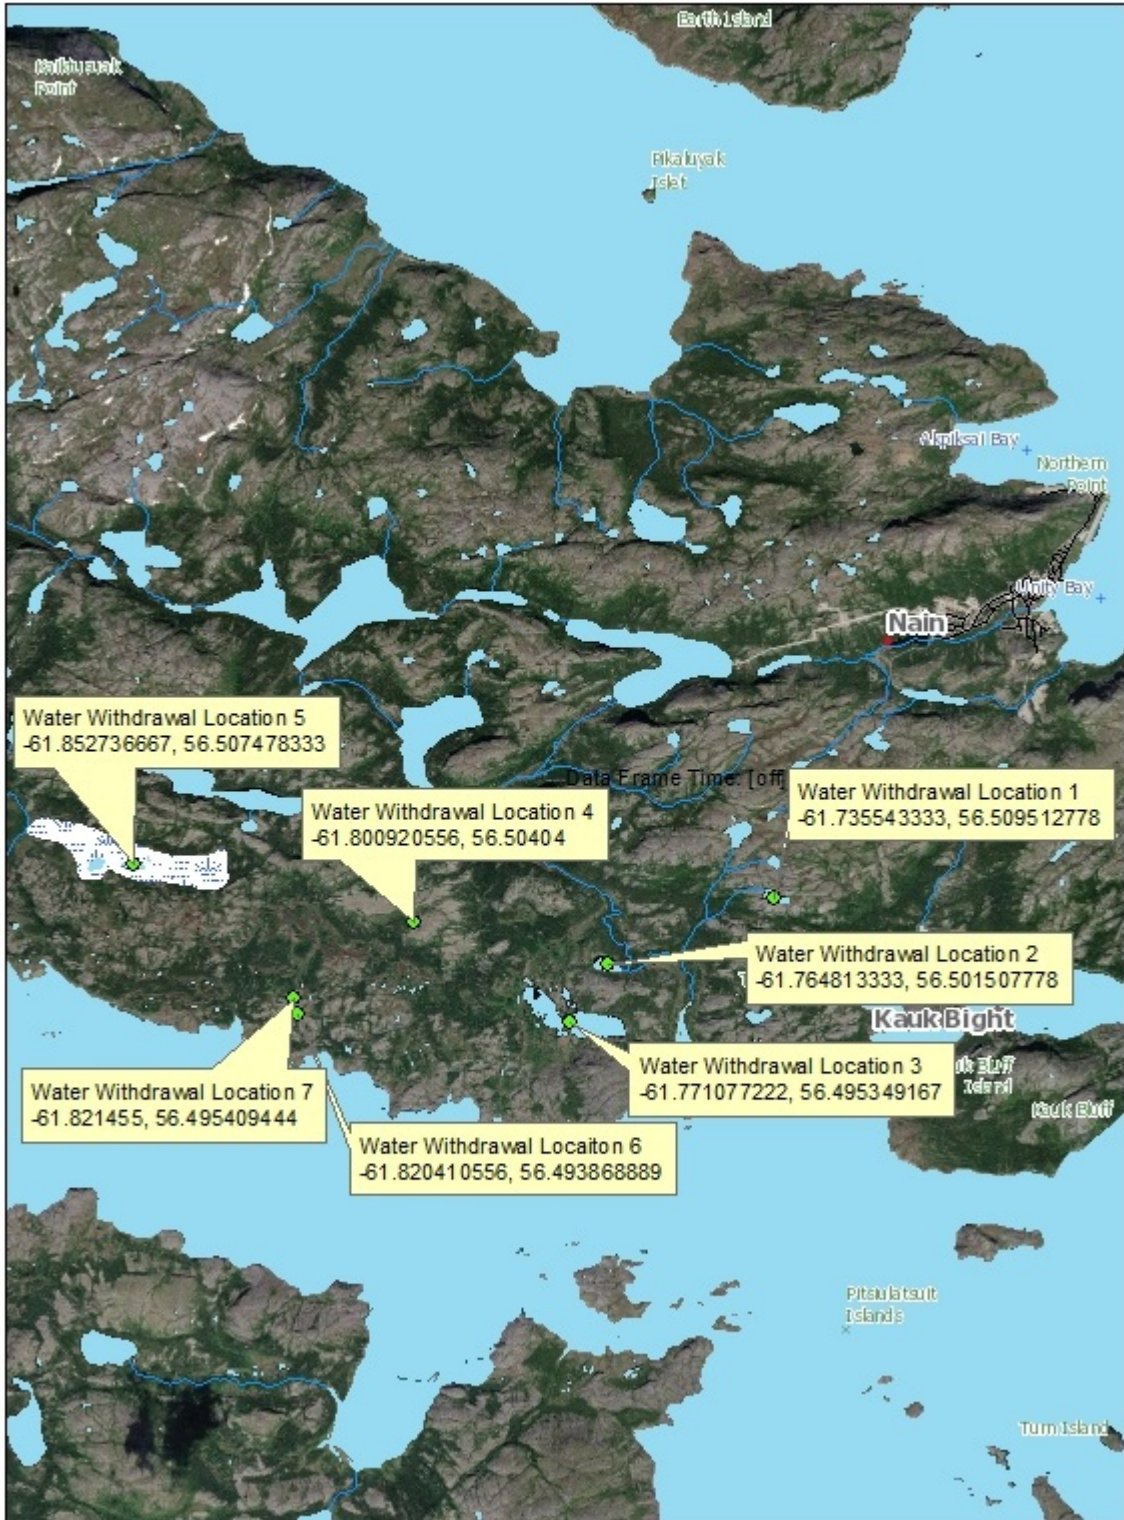 Earth Island
Kaiktusuak
Point
Pikaluyak
Islet
Akpiksai Bay
Northern
Point
Unity Bay
Nain
Water Withdrawal Location 5
-61.852736667, 56.507478333
Data Frame Time: [off]
Water Withdrawal Location 4
-61.800920556, 56.50404
Water Withdrawal Location 1
-61.735543333, 56.509512778
Water Withdrawal Location 2
-61.764813333, 56.501507778
Kauk Bight
Water Withdrawal Location 3
-61.771077222, 56.495349167
Bluff
Island
Kauk Bluff
Water Withdrawal Location 7
-61.821455, 56.495409444
Water Withdrawal Locaiton 6
-61.820410556, 56.493868889
Pitsiulatsuit
Islands
Turn Island